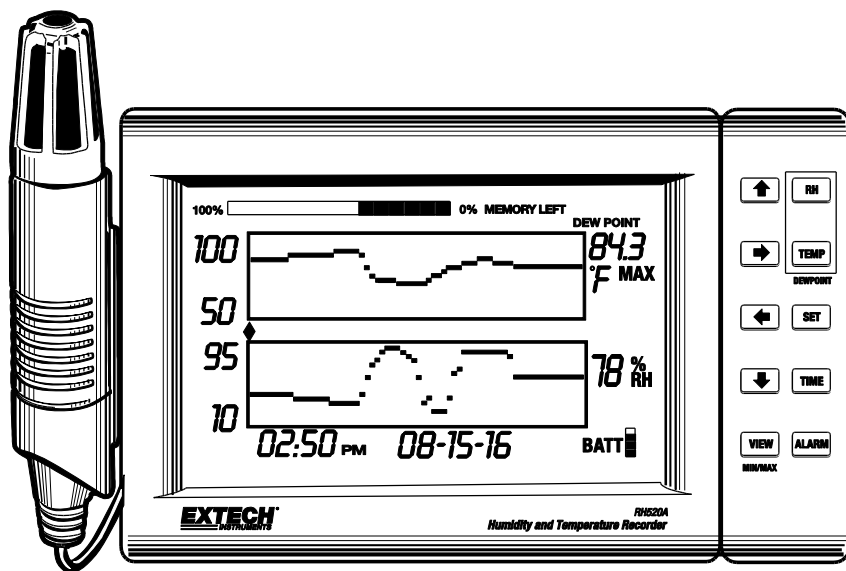 100% 0% MEMORY LEFT
DEW POINT
100 84.3
°F MAX
50
95
78 % RH
10
02:50 PM 08-15-16 BATT
EXTECH
INSTRUMENTS
RH520A
Humidity and Temperature Recorder
RH
TEMP
DEWPOINT
SET
TIME
VIEW ALARM
MIN/MAX